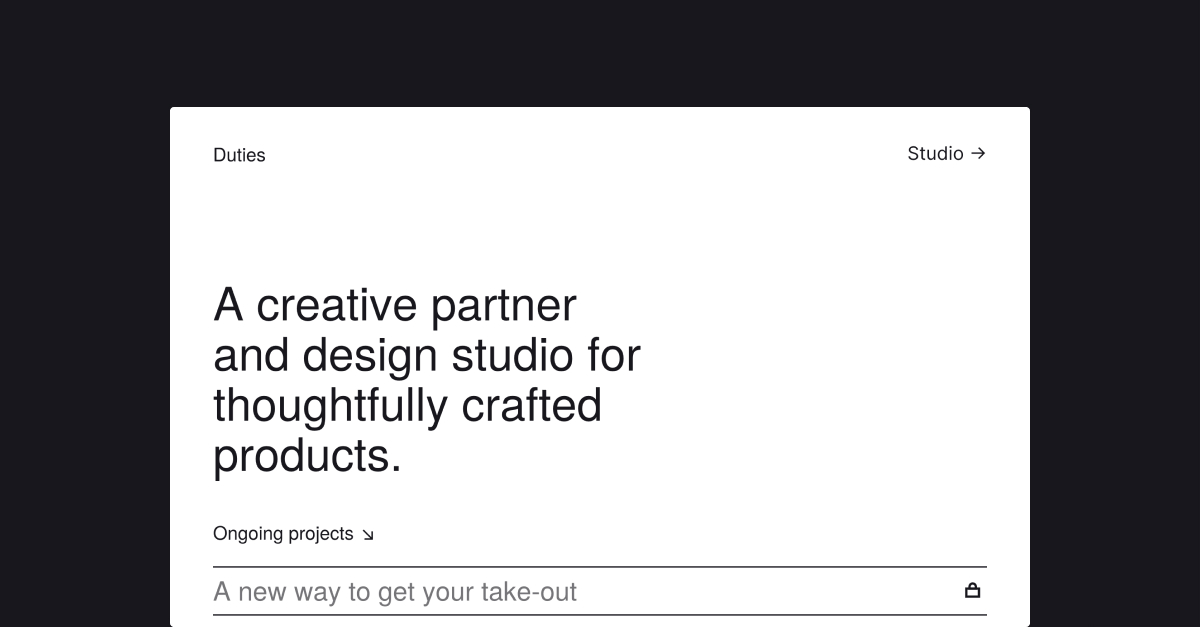 Duties
Studio →
A creative partner
and design studio for
thoughtfully crafted
products.
Ongoing projects ↘
A new way to get your take-out